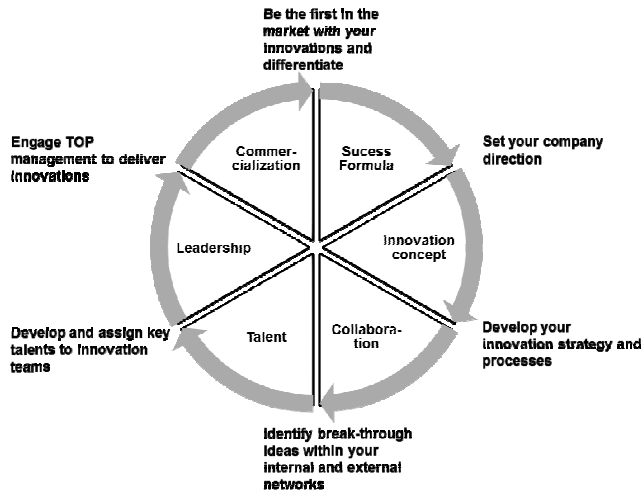 Be the first in the
market with your
innovations and
differentiate
Engage TOP
management to deliver
innovations
Commer-
cialization
Sucess
Formula
Set your company
direction
Leadership
Innovation
concept
Develop and assign key
talents to innovation
teams
Talent
Collabora-
tion
Develop your
innovation strategy and
processes
Identify break-through
ideas within your
internal and external
networks